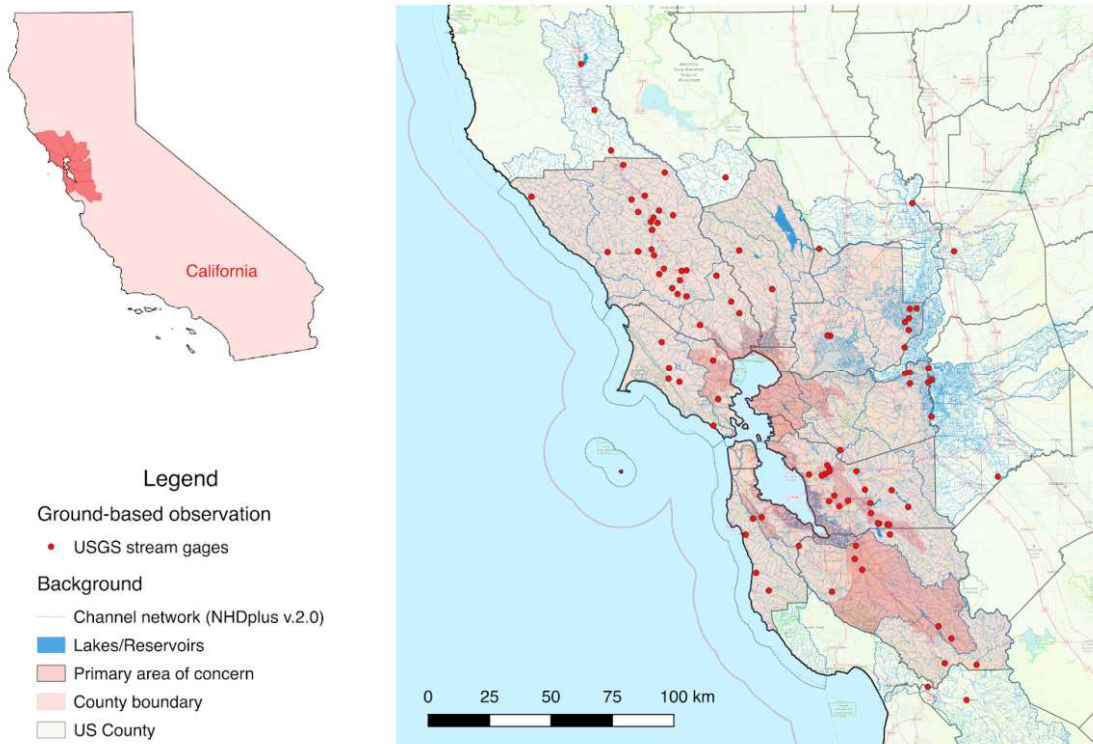 California
Legend
Ground-based observation
USGS stream gages
Background
Channel network (NHDplus v.2.0)
Lakes/Reservoirs
Primary area of concern
County boundary
US County
0 25 50 75 100 km